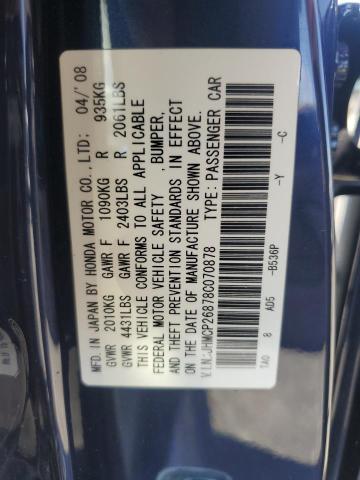 MFD. IN JAPAN BY HONDA MOTOR CO., LTD. 04/'08
GVWR 2010KG GAWR F 1090KG R 935KG
GVWR 4431LBS GAWR F 2403LBS R 2061LBS
THIS VEHICLE CONFORMS TO ALL APPLICABLE
FEDERAL MOTOR VEHICLE SAFETY , BUMPER,
AND THEFT PREVENTION STANDARDS IN EFFECT
ON THE DATE OF MANUFACTURE SHOWN ABOVE.
V.I.N.: JHMCP26878C070878 TYPE: PASSENGER CAR
TA0 8 AD5 -B536P -Y -C